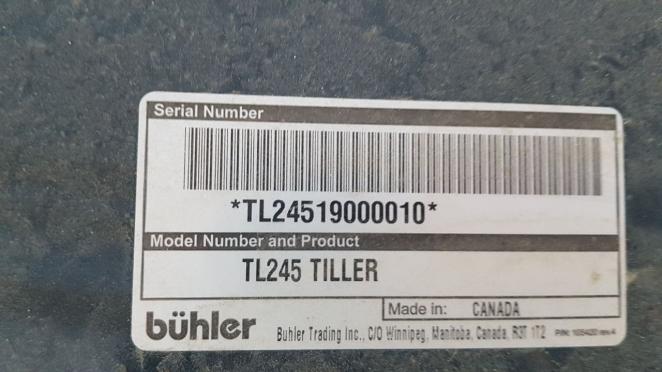 Serial Number
*TL24519000010*
Model Number and Product
TL245 TILLER
Made in: CANADA
bühler
Buhler Trading Inc., C/O Winnipeg, Manitoba, Canada, R3T 1T2 P/N: